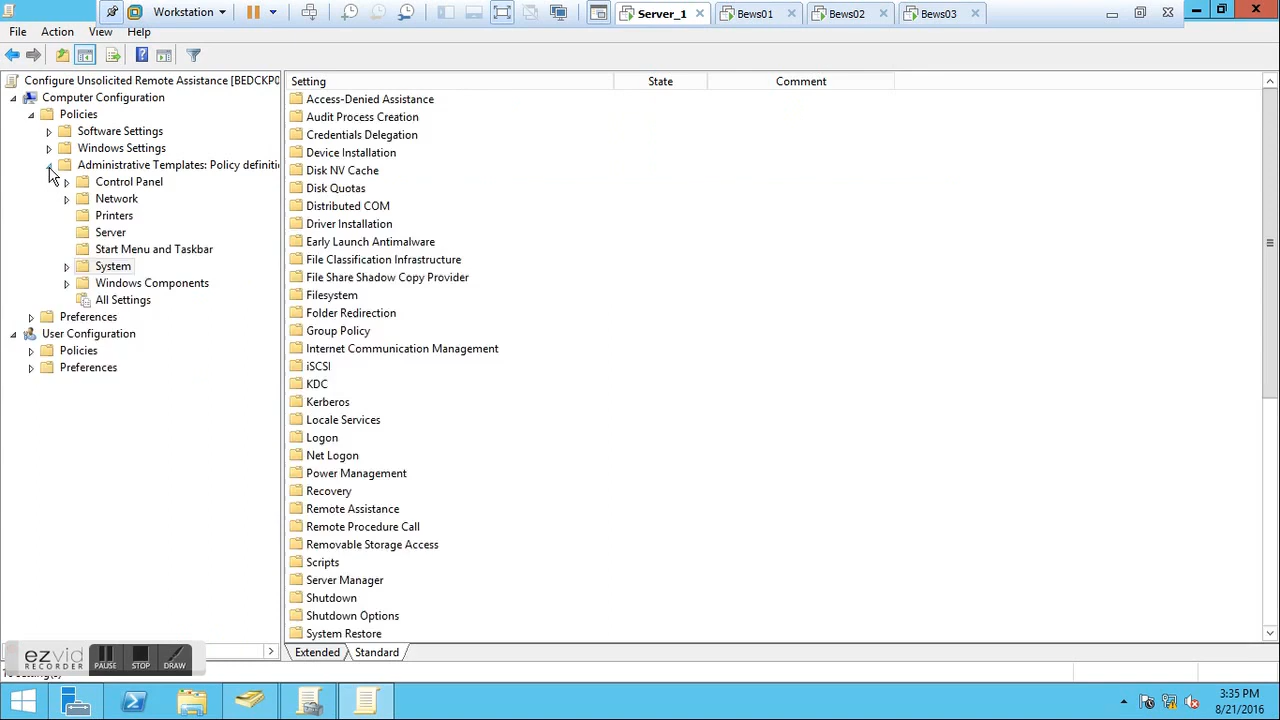 Workstation
Server_1
Bews01
Bews02
Bews03
File Action View Help
Configure Unsolicited Remote Assistance [BEDCKP0
Computer Configuration
Policies
Software Settings
Windows Settings
Administrative Templates: Policy definiti
Control Panel
Network
Printers
Server
Start Menu and Taskbar
System
Windows Components
All Settings
Preferences
User Configuration
Policies
Preferences
Setting State Comment
Access-Denied Assistance
Audit Process Creation
Credentials Delegation
Device Installation
Disk NV Cache
Disk Quotas
Distributed COM
Driver Installation
Early Launch Antimalware
File Classification Infrastructure
File Share Shadow Copy Provider
Filesystem
Folder Redirection
Group Policy
Internet Communication Management
iSCSI
KDC
Kerberos
Locale Services
Logon
Net Logon
Power Management
Recovery
Remote Assistance
Remote Procedure Call
Removable Storage Access
Scripts
Server Manager
Shutdown
Shutdown Options
System Restore
Extended Standard
ezvid
RECORDER
PAUSE STOP DRAW
3:35 PM
8/21/2016